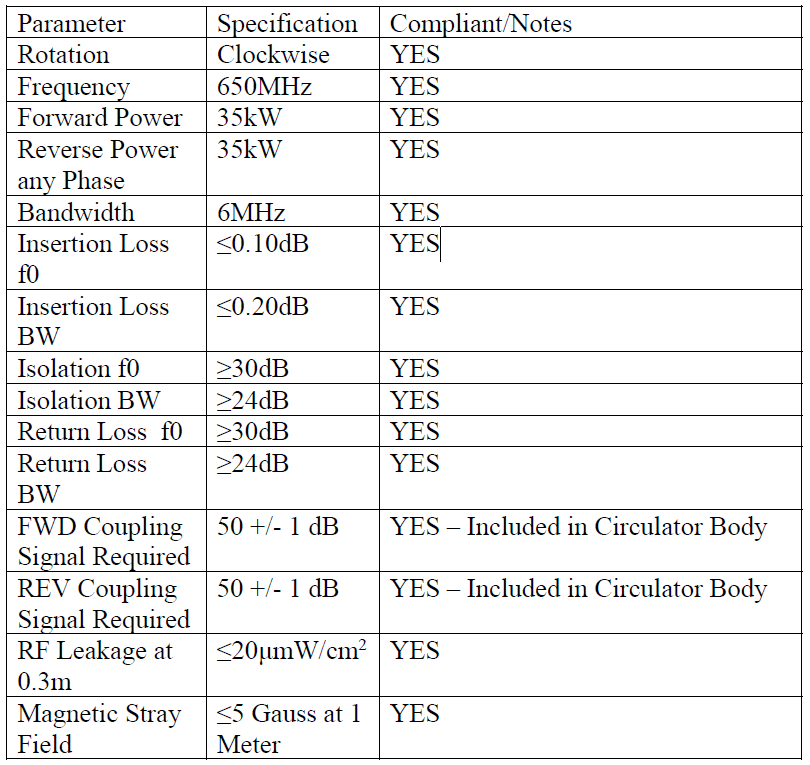 Parameter Specification Compliant/Notes
Rotation Clockwise YES
Frequency 650MHz YES
Forward Power 35kW YES
Reverse Power 35kW YES
any Phase
Bandwidth 6MHz YES
Insertion Loss ≤0.10dB YES
f0
Insertion Loss ≤0.20dB YES
BW
Isolation f0 ≥30dB YES
Isolation BW ≥24dB YES
Return Loss f0 ≥30dB YES
Return Loss ≥24dB YES
BW
FWD Coupling 50 +/- 1 dB YES – Included in Circulator Body
Signal Required
REV Coupling 50 +/- 1 dB YES – Included in Circulator Body
Signal Required
RF Leakage at ≤20μmW/cm² YES
0.3m
Magnetic Stray ≤5 Gauss at 1 YES
Field Meter